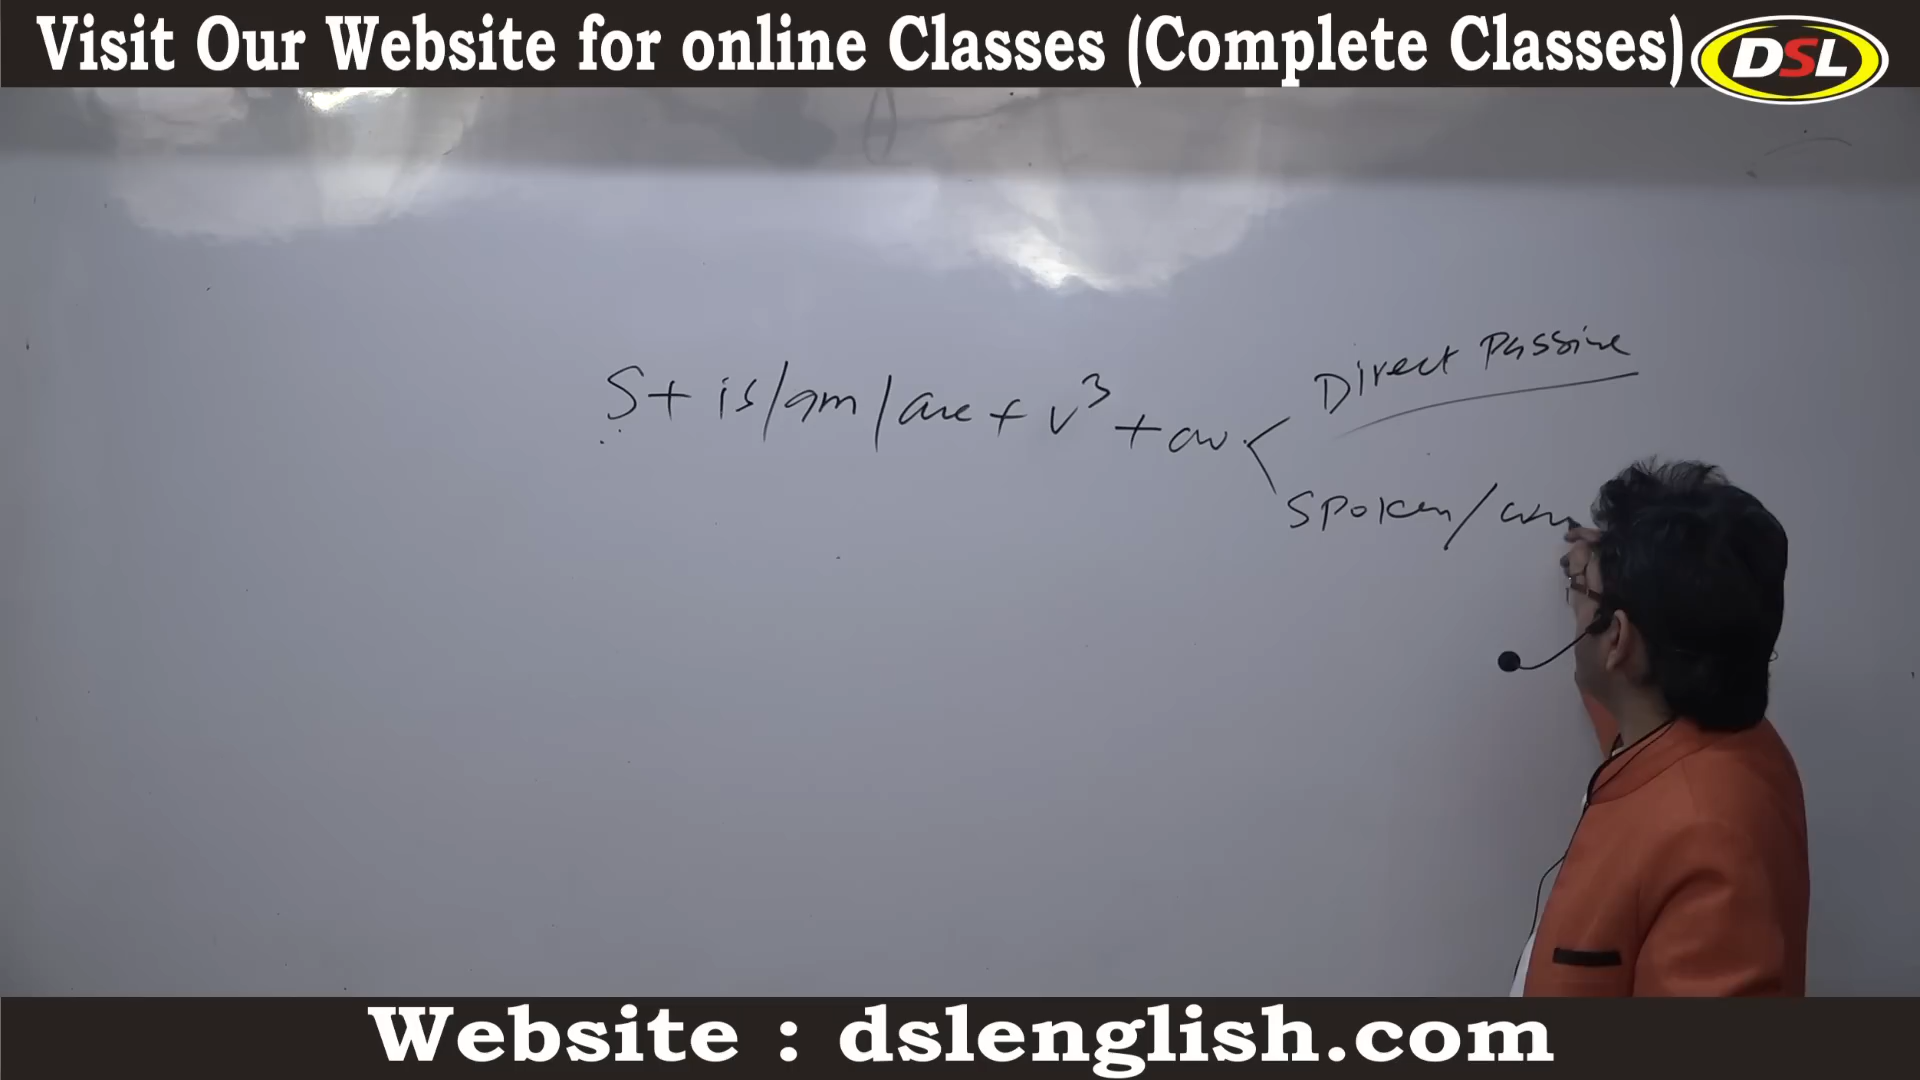 Visit Our Website for online Classes (Complete Classes)
DSL
Direct Passive
S + is/am/are + V³ + ow
Spoken/
Website : dslenglish.com